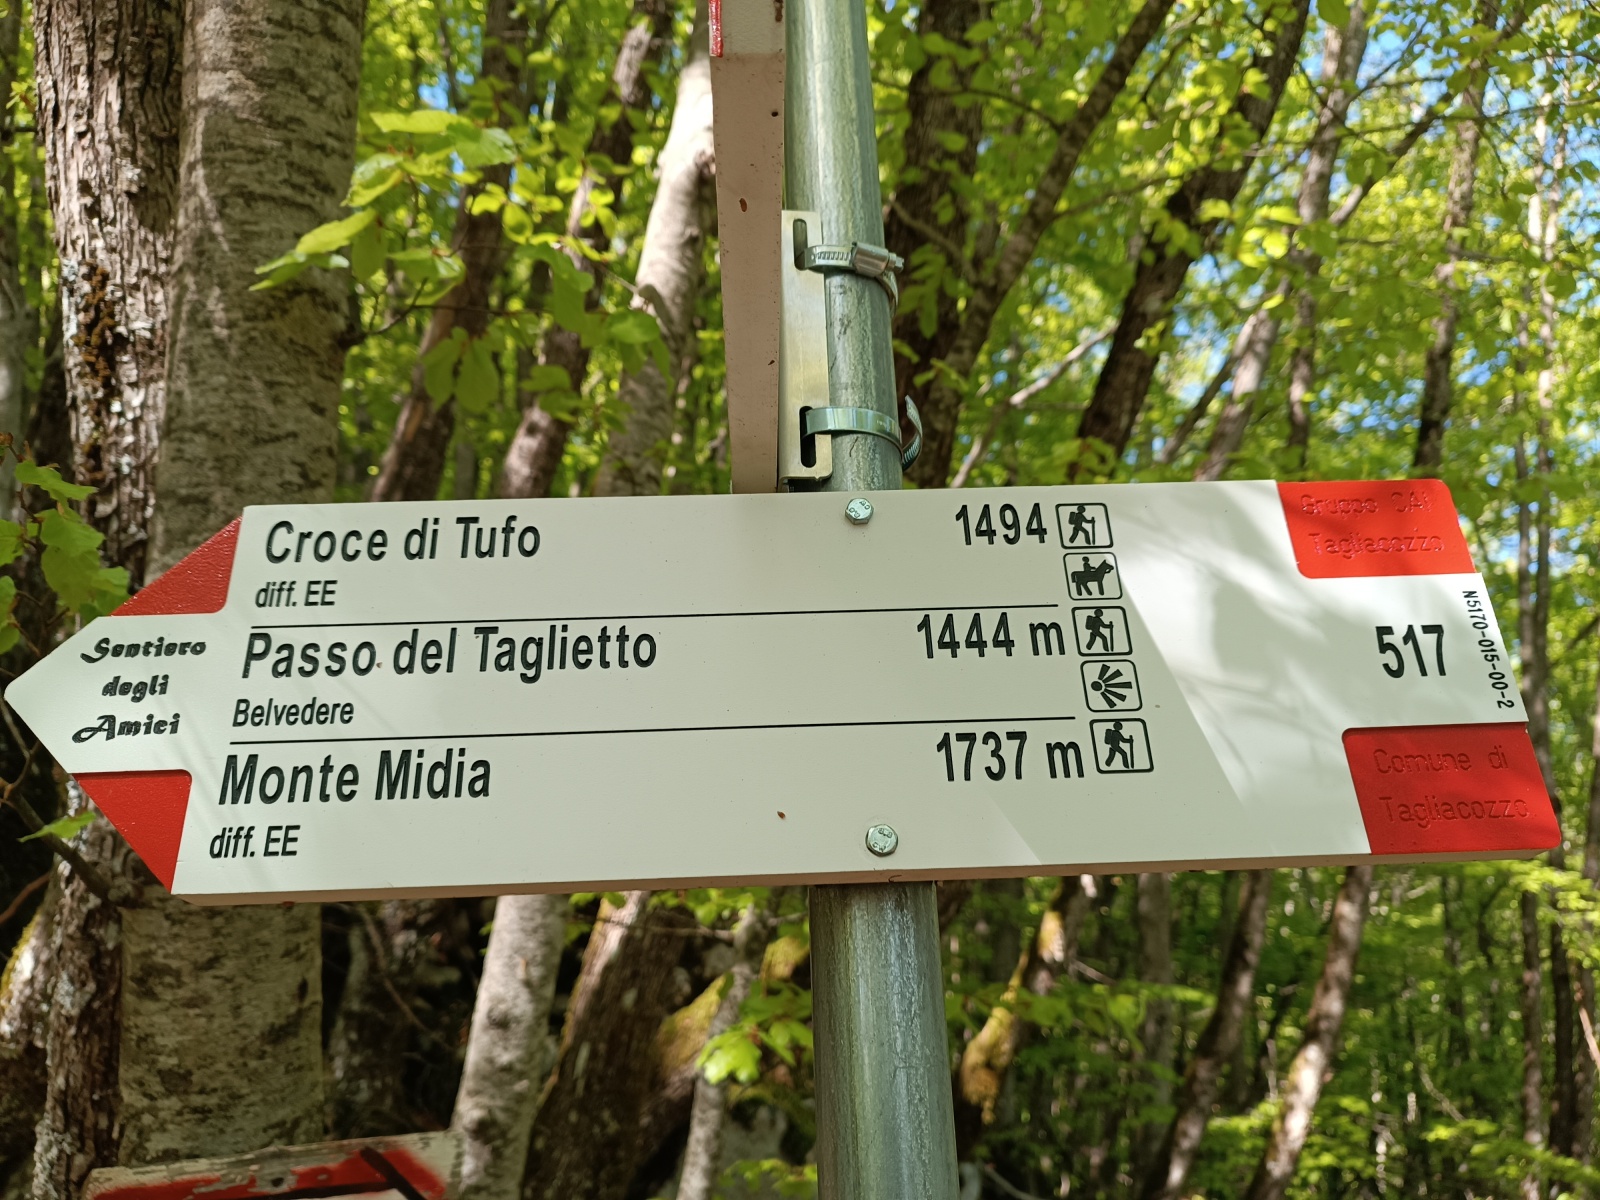 Croce di Tufo 1494
diff. EE
Passo del Taglietto 1444 m
Belvedere
Monte Midia 1737 m
diff. EE
Sentiero
degli
Amici
Gruppo CAI
Tagliacozzo
517
N5170-015-00-2
Comune di
Tagliacozzo